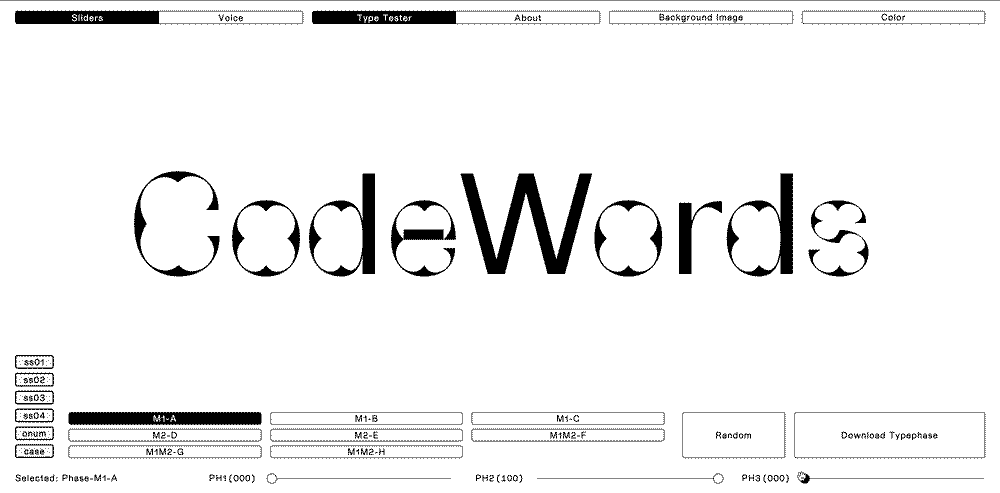 Sliders Voice Type Tester About Background Image Color
CodeWords
ss01
ss02
ss03
ss04
onum
case
M1-A M1-B M1-C
M2-D M2-E M1M2-F
M1M2-G M1M2-H
Random Download Typephase
Selected: Phase-M1-A PH1(000) PH2(100) PH3(000)